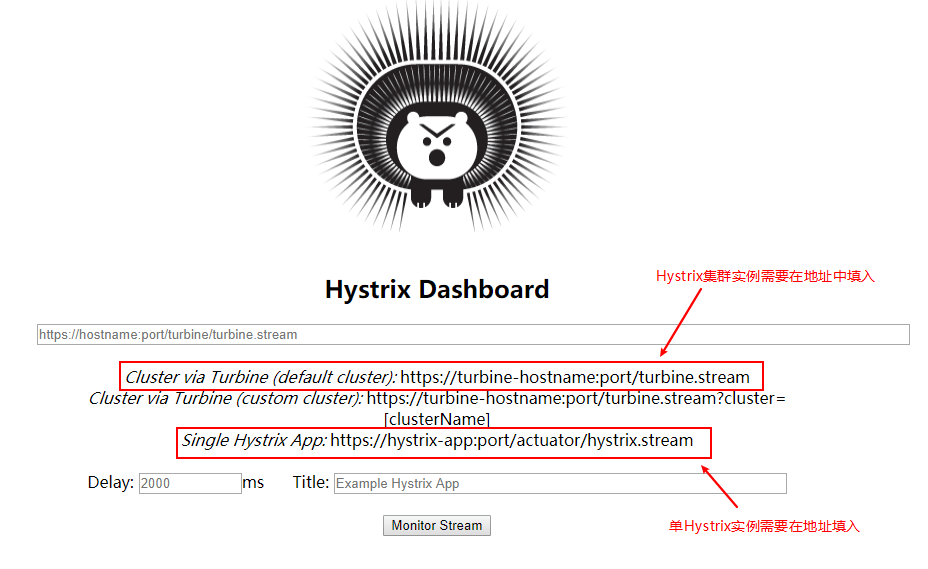 Hystrix Dashboard
Hystrix集群实例需要在地址中填入
https://hostname:port/turbine/turbine.stream
Cluster via Turbine (default cluster): https://turbine-hostname:port/turbine.stream
Cluster via Turbine (custom cluster): https://turbine-hostname:port/turbine.stream?cluster=
[clusterName]
Single Hystrix App: https://hystrix-app:port/actuator/hystrix.stream
Delay: 2000 ms Title: Example Hystrix App
Monitor Stream
单Hystrix实例需要在地址填入